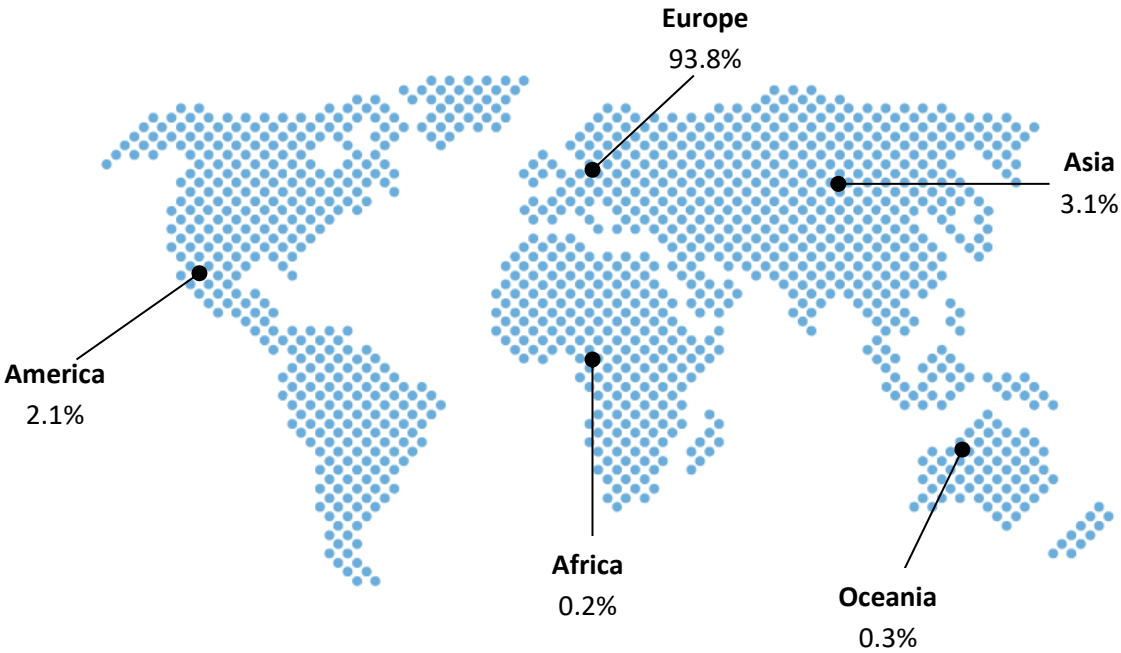 Europe
93.8%
Asia
3.1%
America
2.1%
Africa
0.2%
Oceania
0.3%